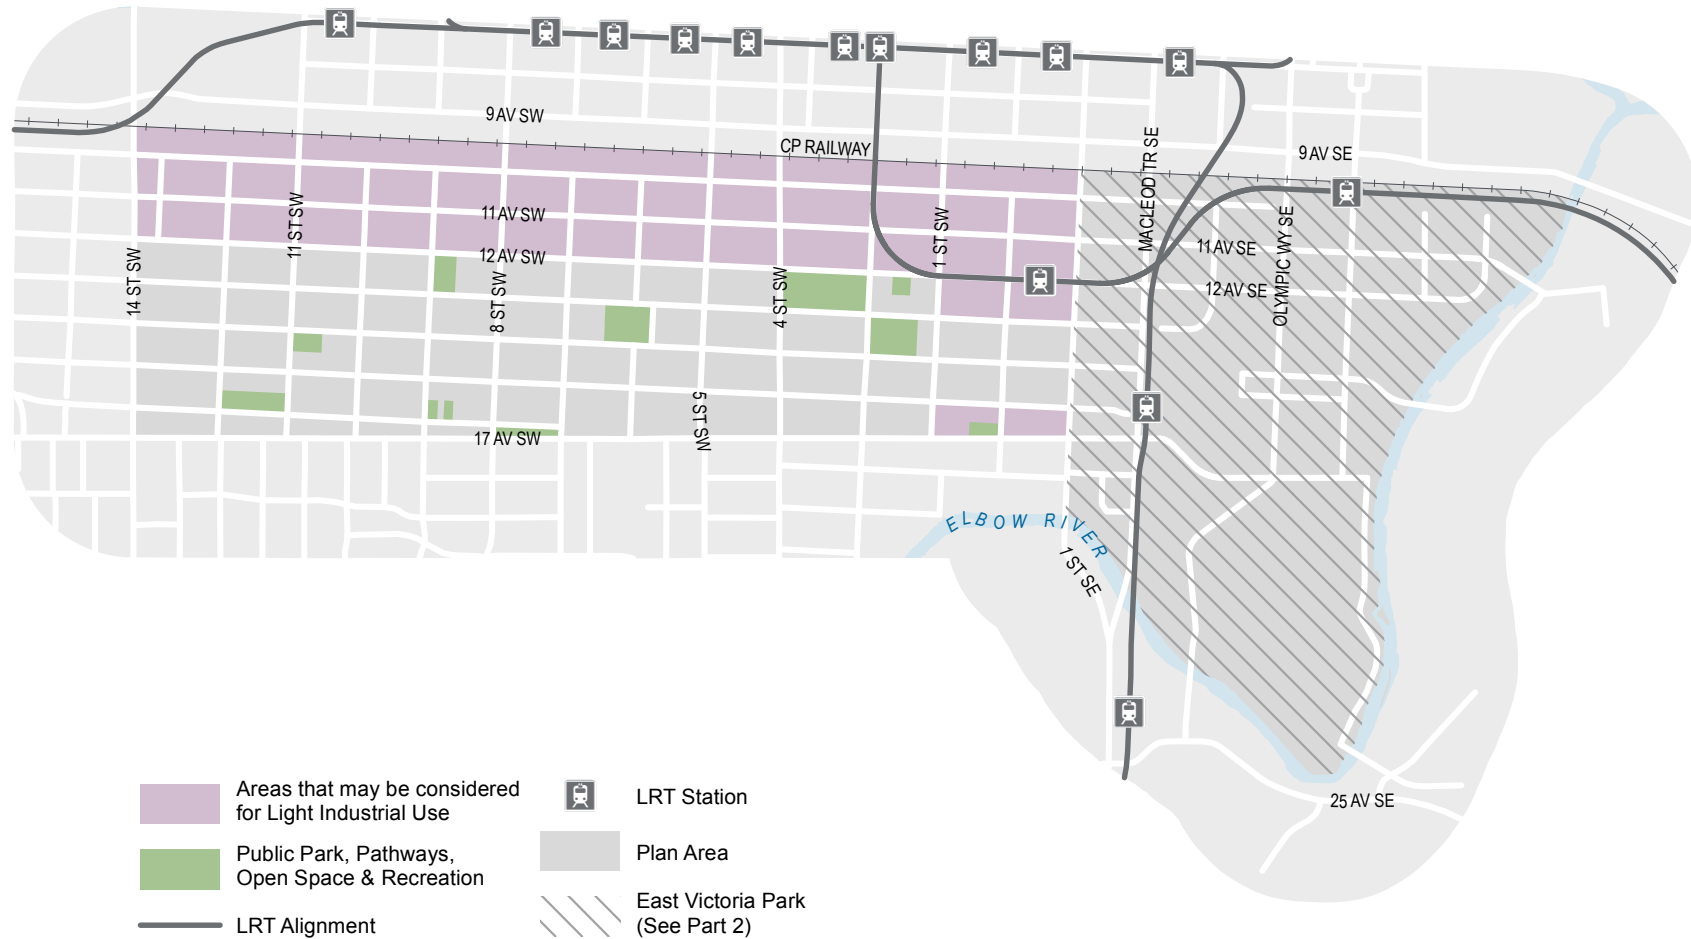 9 AV SW
CP RAILWAY
MACLEOD TR SE
9 AV SE
11 ST SW
11 AV SW
1 ST SW
OLYMPIC WY SE
11 AV SE
14 ST SW
12 AV SW
8 ST SW
4 ST SW
12 AV SE
5 ST SW
17 AV SW
ELBOW RIVER
1 ST SE
25 AV SE
Areas that may be considered
for Light Industrial Use
Public Park, Pathways,
Open Space & Recreation
LRT Alignment
LRT Station
Plan Area
East Victoria Park
(See Part 2)